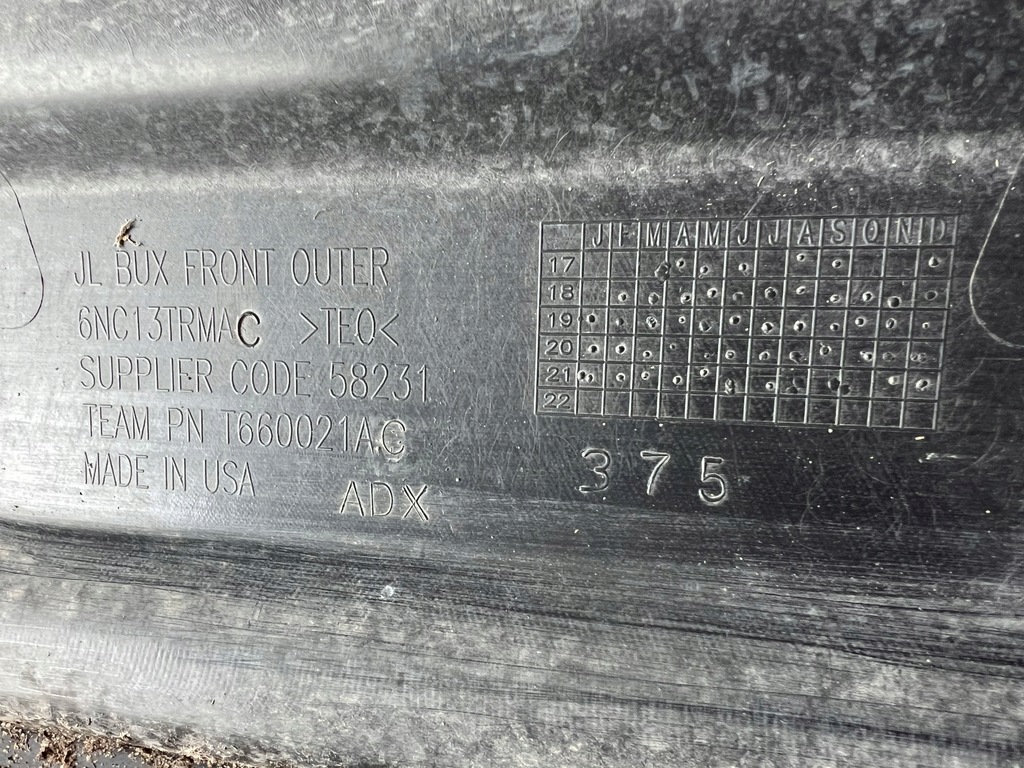 JL BUX FRONT OUTER
6NC13TRMAC >TEO<
SUPPLIER CODE 58231
TEAM PN T660021AC
MADE IN USA
ADX
J F M A M J J A S O N D
17
18
19
20
21
22
375